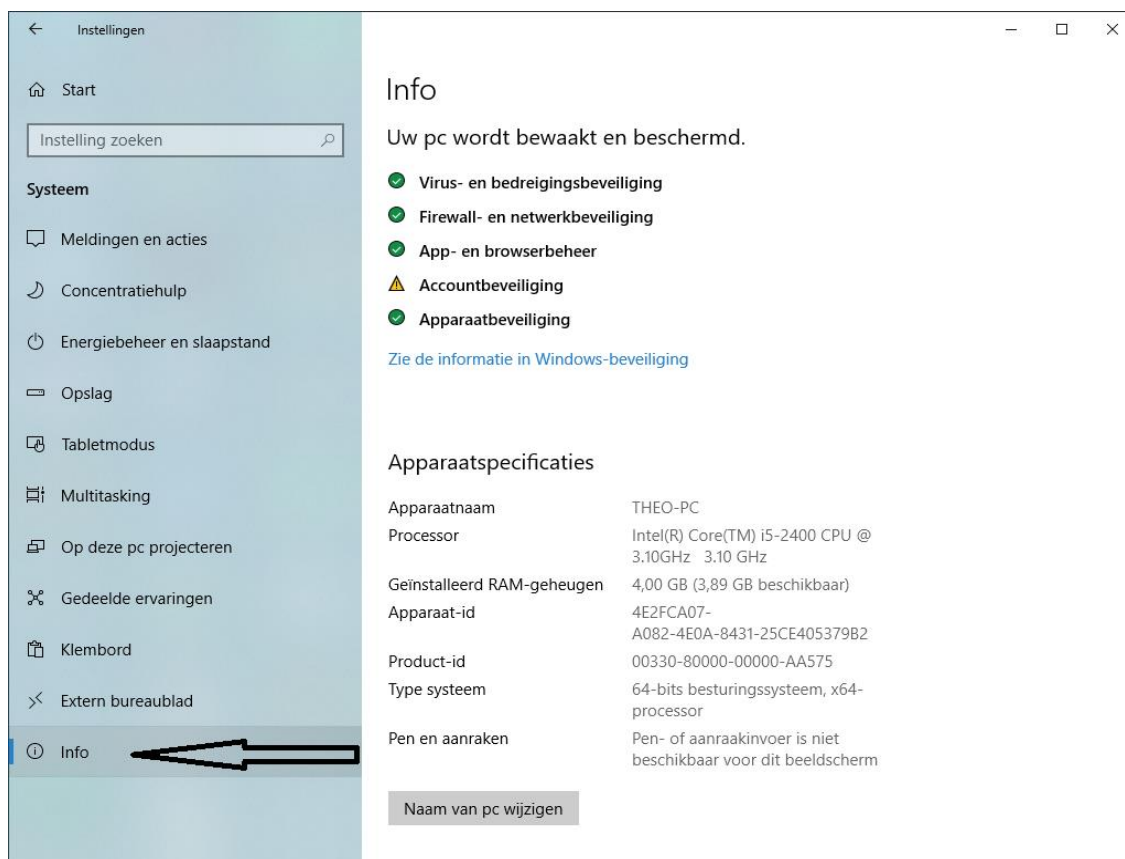 Instellingen
Start
Instelling zoeken
Systeem
Meldingen en acties
Concentratiehulp
Energiebeheer en slaapstand
Opslag
Tabletmodus
Multitasking
Op deze pc projecteren
Gedeelde ervaringen
Klembord
Extern bureaublad
Info
Info
Uw pc wordt bewaakt en beschermd.
Virus- en bedreigingsbeveiliging
Firewall- en netwerkbeveiliging
App- en browserbeheer
Accountbeveiliging
Apparaatbeveiliging
Zie de informatie in Windows-beveiliging
Apparaatspecificaties
Apparaatnaam THEO-PC
Processor Intel(R) Core(TM) i5-2400 CPU @
3.10GHz 3.10 GHz
Geïnstalleerd RAM-geheugen 4,00 GB (3,89 GB beschikbaar)
Apparaat-id 4E2FCA07-
A082-4E0A-8431-25CE405379B2
Product-id 00330-80000-00000-AA575
Type systeem 64-bits besturingssysteem, x64-
processor
Pen en aanraken Pen- of aanraakinvoer is niet
beschikbaar voor dit beeldscherm
Naam van pc wijzigen